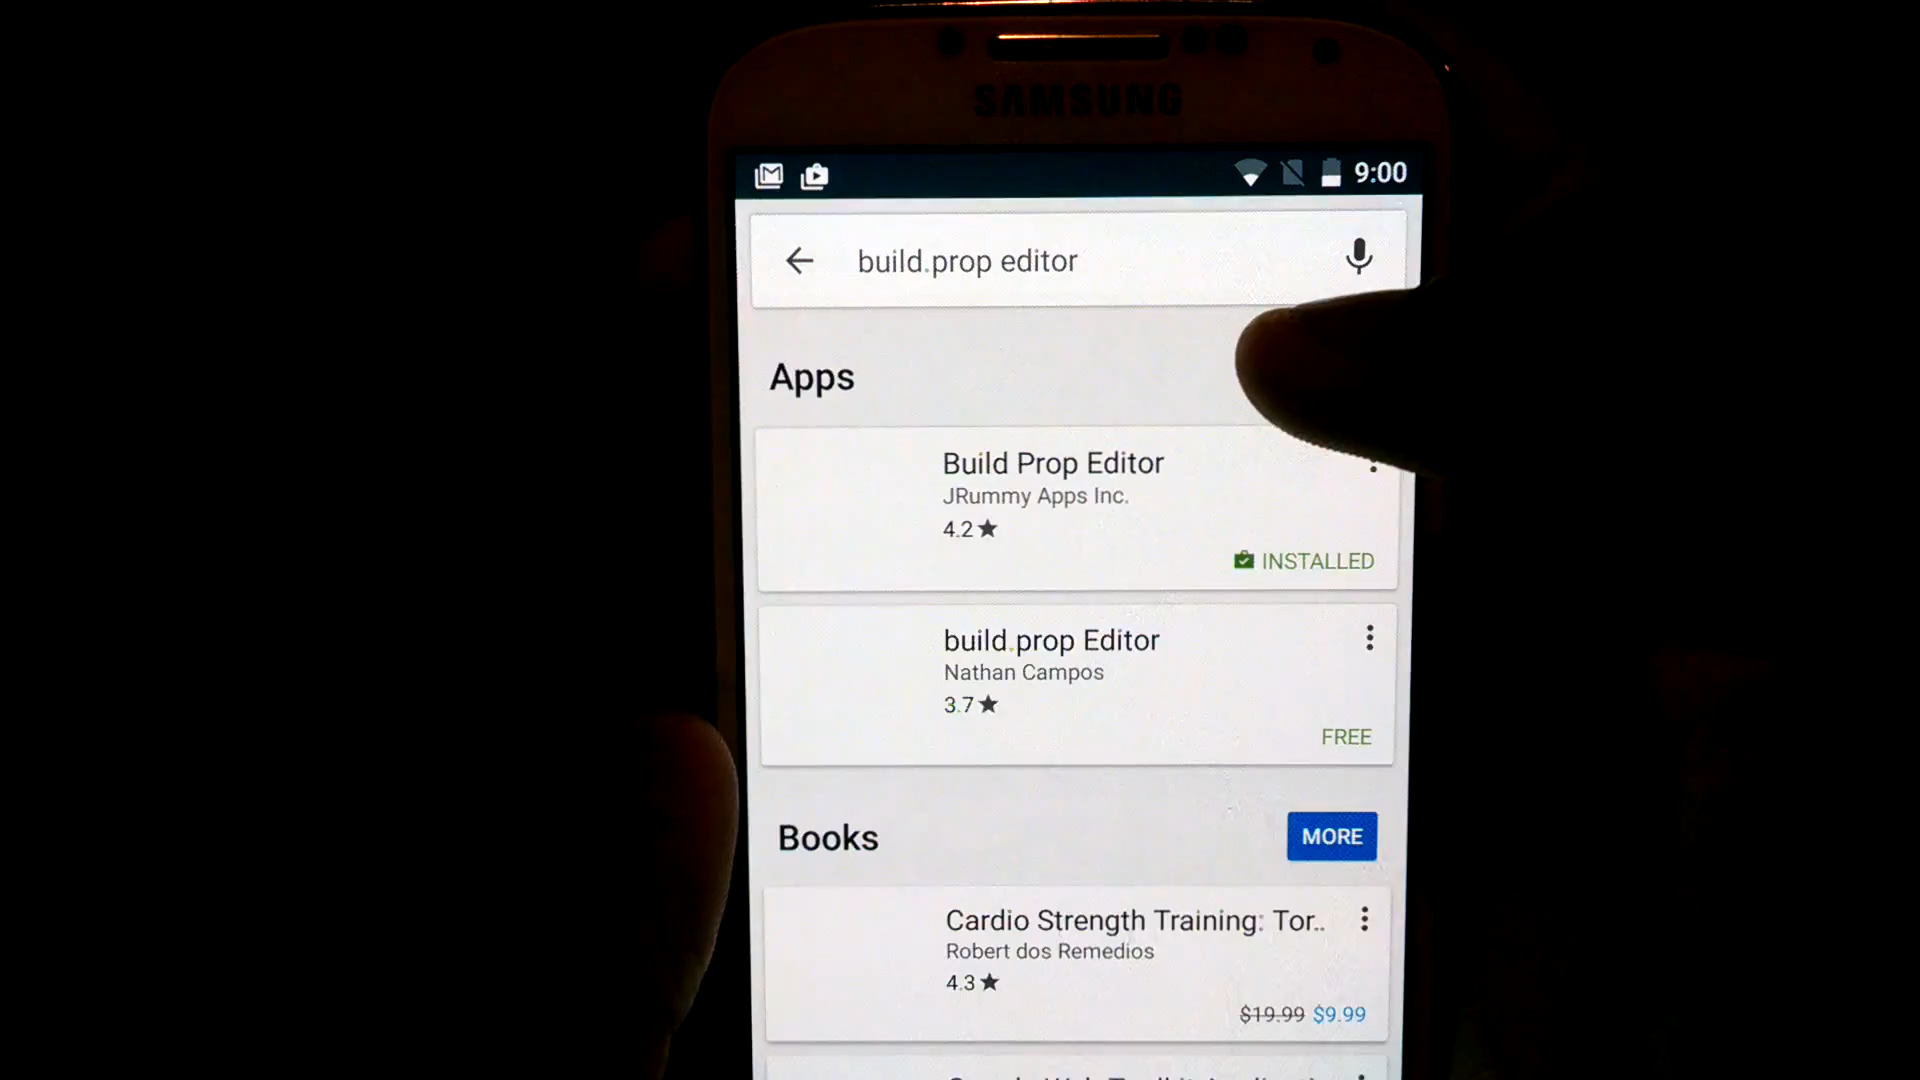 SAMSUNG
9:00
build.prop editor
Apps
Build Prop Editor
JRummy Apps Inc.
4.2
INSTALLED
build.prop Editor
Nathan Campos
3.7
FREE
Books
MORE
Cardio Strength Training: Tor..
Robert dos Remedios
4.3
$19.99 $9.99